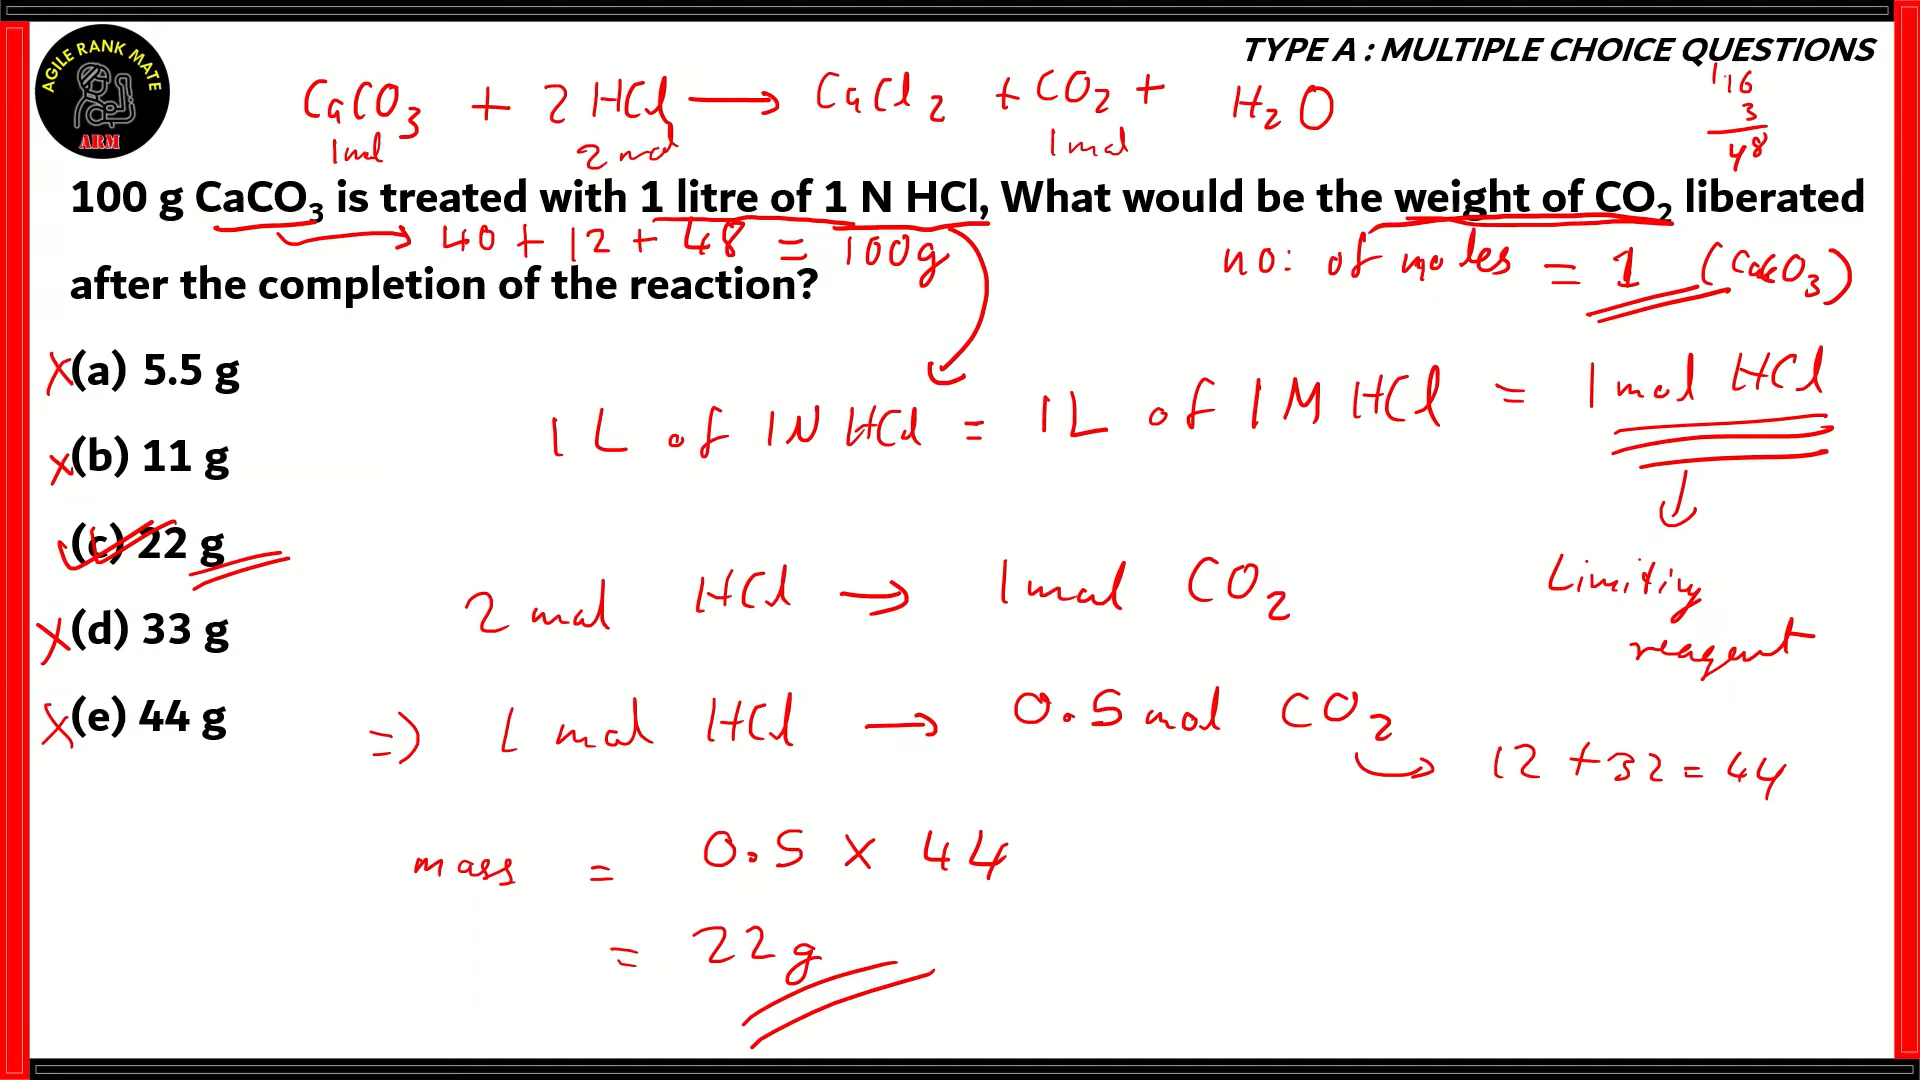 AGILE RANK MATE
ARM
TYPE A : MULTIPLE CHOICE QUESTIONS
CaCO3 + 2 HCl → CaCl2 + CO2 + H2O
1 mol 2 mol 1 mol
1 16
3
48
100 g CaCO3 is treated with 1 litre of 1 N HCl, What would be the weight of CO2 liberated
→ 40 + 12 + 48 = 100g
no: of moles = 1 (CaCO3)
after the completion of the reaction?
X (a) 5.5 g
1 L of 1N HCl = 1L of 1 M HCl = 1 mol HCl
X (b) 11 g
(c) 22 g
Limiting
reagent
2 mol HCl → 1 mol CO2
X (d) 33 g
X (e) 44 g
=) 1 mol HCl → 0.5 mol CO2
→ 12 + 32 = 44
mass = 0.5 x 44
= 22 g